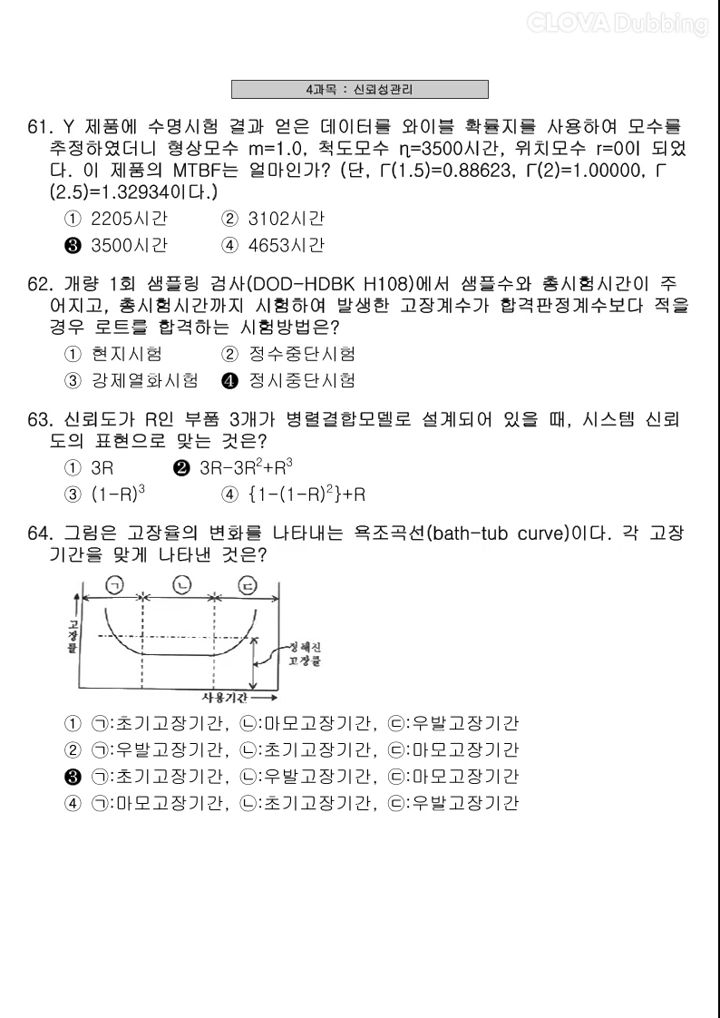 CLOVA Dubbing
4과목 : 신뢰성관리
61. Y 제품에 수명시험 결과 얻은 데이터를 와이블 확률지를 사용하여 모수를
추정하였더니 형상모수 m=1.0, 척도모수 η=3500시간, 위치모수 r=0이 되었
다. 이 제품의 MTBF는 얼마인가? (단, Γ(1.5)=0.88623, Γ(2)=1.00000, Γ
(2.5)=1.32934이다.)
① 2205시간 ② 3102시간
❸ 3500시간 ④ 4653시간
62. 개량 1회 샘플링 검사(DOD-HDBK H108)에서 샘플수와 총시험시간이 주
어지고, 총시험시간까지 시험하여 발생한 고장계수가 합격판정계수보다 적을
경우 로트를 합격하는 시험방법은?
① 현지시험 ② 정수중단시험
③ 강제열화시험 ❹ 정시중단시험
63. 신뢰도가 R인 부품 3개가 병렬결합모델로 설계되어 있을 때, 시스템 신뢰
도의 표현으로 맞는 것은?
① 3R ❷ 3R-3R²+R³
③ (1-R)³ ④ {1-(1-R)²}+R
64. 그림은 고장율의 변화를 나타내는 욕조곡선(bath-tub curve)이다. 각 고장
기간을 맞게 나타낸 것은?
㉠ ㉡ ㉢
고장률
정해진
고장률
사용기간
① ㉠:초기고장기간, ㉡:마모고장기간, ㉢:우발고장기간
② ㉠:우발고장기간, ㉡:초기고장기간, ㉢:마모고장기간
❸ ㉠:초기고장기간, ㉡:우발고장기간, ㉢:마모고장기간
④ ㉠:마모고장기간, ㉡:초기고장기간, ㉢:우발고장기간